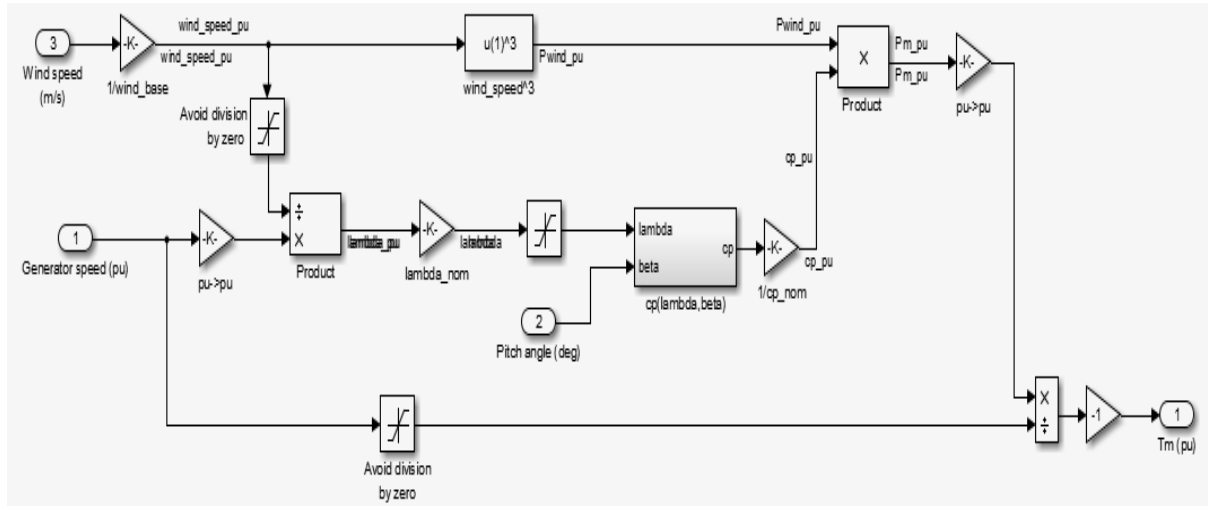 wind_speed_pu
3
-K-
wind_speed_pu
Wind speed
(m/s)
1/wind_base
u(1)^3
Pwind_pu
wind_speed^3
Pwind_pu
X
Product
Pm_pu
Pm_pu
-K-
pu->pu
Avoid division
by zero
cp_pu
1
Generator speed (pu)
-K-
pu->pu
÷
X
Product
-K-
lambda_nom
lambda
beta
cp
cp(lambda,beta)
-K-
cp_pu
1/cp_nom
2
Pitch angle (deg)
Avoid division
by zero
X
÷
-1
1
Tm (pu)